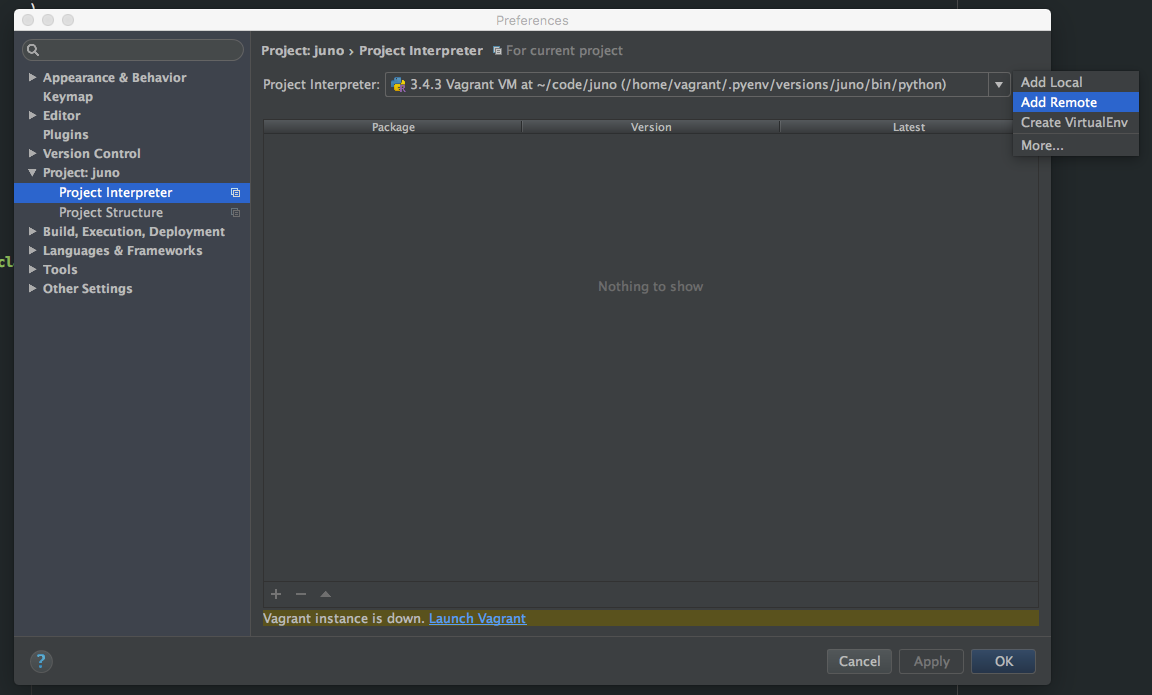 Preferences
Project: juno › Project Interpreter For current project
Appearance & Behavior
Keymap
Editor
Plugins
Version Control
Project: juno
Project Interpreter
Project Structure
Build, Execution, Deployment
Languages & Frameworks
Tools
Other Settings
Project Interpreter: 3.4.3 Vagrant VM at ~/code/juno (/home/vagrant/.pyenv/versions/juno/bin/python)
Add Local
Add Remote
Create VirtualEnv
More...
Package Version Latest
Nothing to show
Vagrant instance is down. Launch Vagrant
? Cancel Apply OK
cl